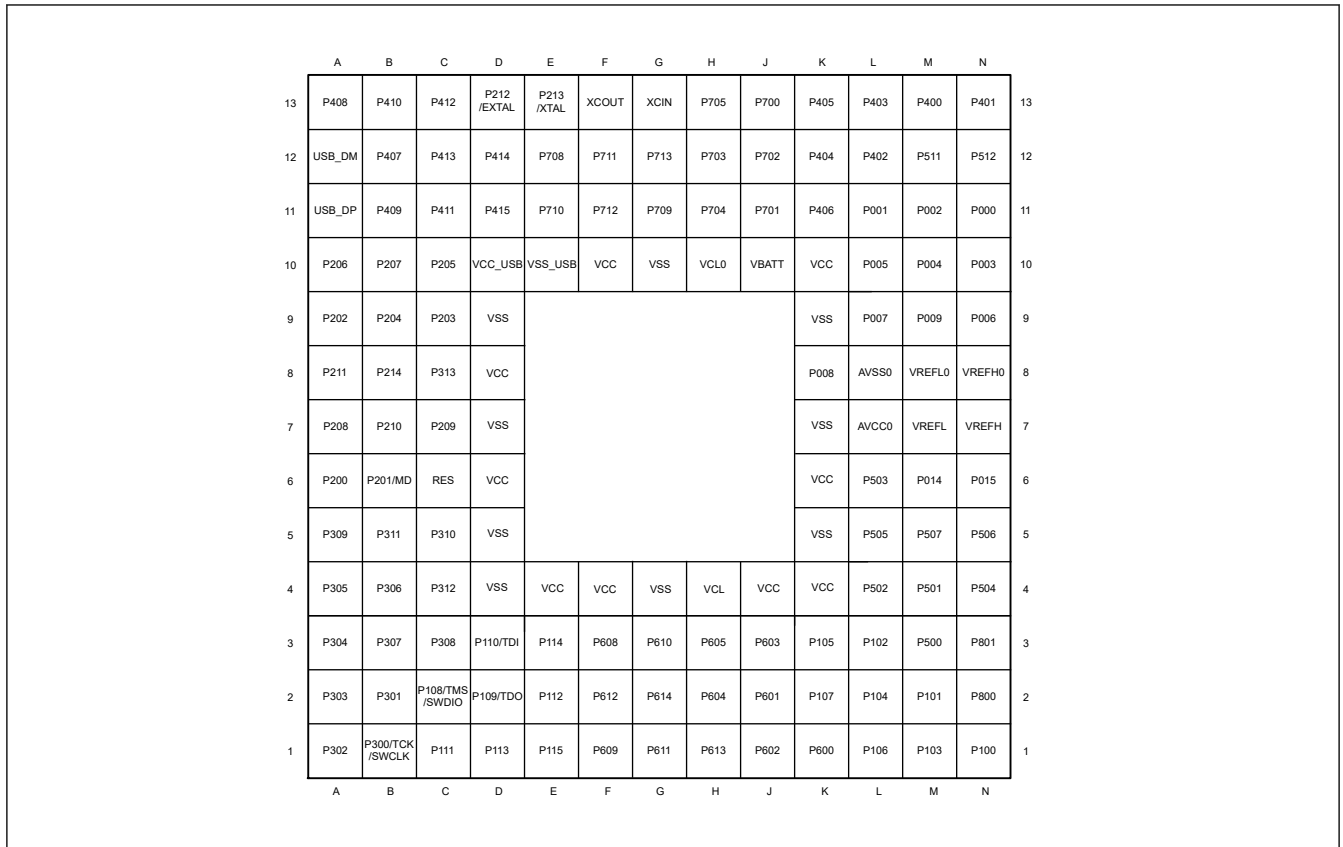 A B C D E F G H J K L M N
13 P408 P410 P412 P212 /EXTAL P213 /XTAL XCOUT XCIN P705 P700 P405 P403 P400 P401 13
12 USB_DM P407 P413 P414 P708 P711 P713 P703 P702 P404 P402 P511 P512 12
11 USB_DP P409 P411 P415 P710 P712 P709 P704 P701 P406 P001 P002 P000 11
10 P206 P207 P205 VCC_USB VSS_USB VCC VSS VCL0 VBATT VCC P005 P004 P003 10
9 P202 P204 P203 VSS VSS P007 P009 P006 9
8 P211 P214 P313 VCC P008 AVSS0 VREFL0 VREFH0 8
7 P208 P210 P209 VSS VSS AVCC0 VREFL VREFH 7
6 P200 P201/MD RES VCC VCC P503 P014 P015 6
5 P309 P311 P310 VSS VSS P505 P507 P506 5
4 P305 P306 P312 VSS VCC VCC VSS VCL VCC VCC P502 P501 P504 4
3 P304 P307 P308 P110/TDI P114 P608 P610 P605 P603 P105 P102 P500 P801 3
2 P303 P301 P108/TMS /SWDIO P109/TDO P112 P612 P614 P604 P601 P107 P104 P101 P800 2
1 P302 P300/TCK /SWCLK P111 P113 P115 P609 P611 P613 P602 P600 P106 P103 P100 1
A B C D E F G H J K L M N